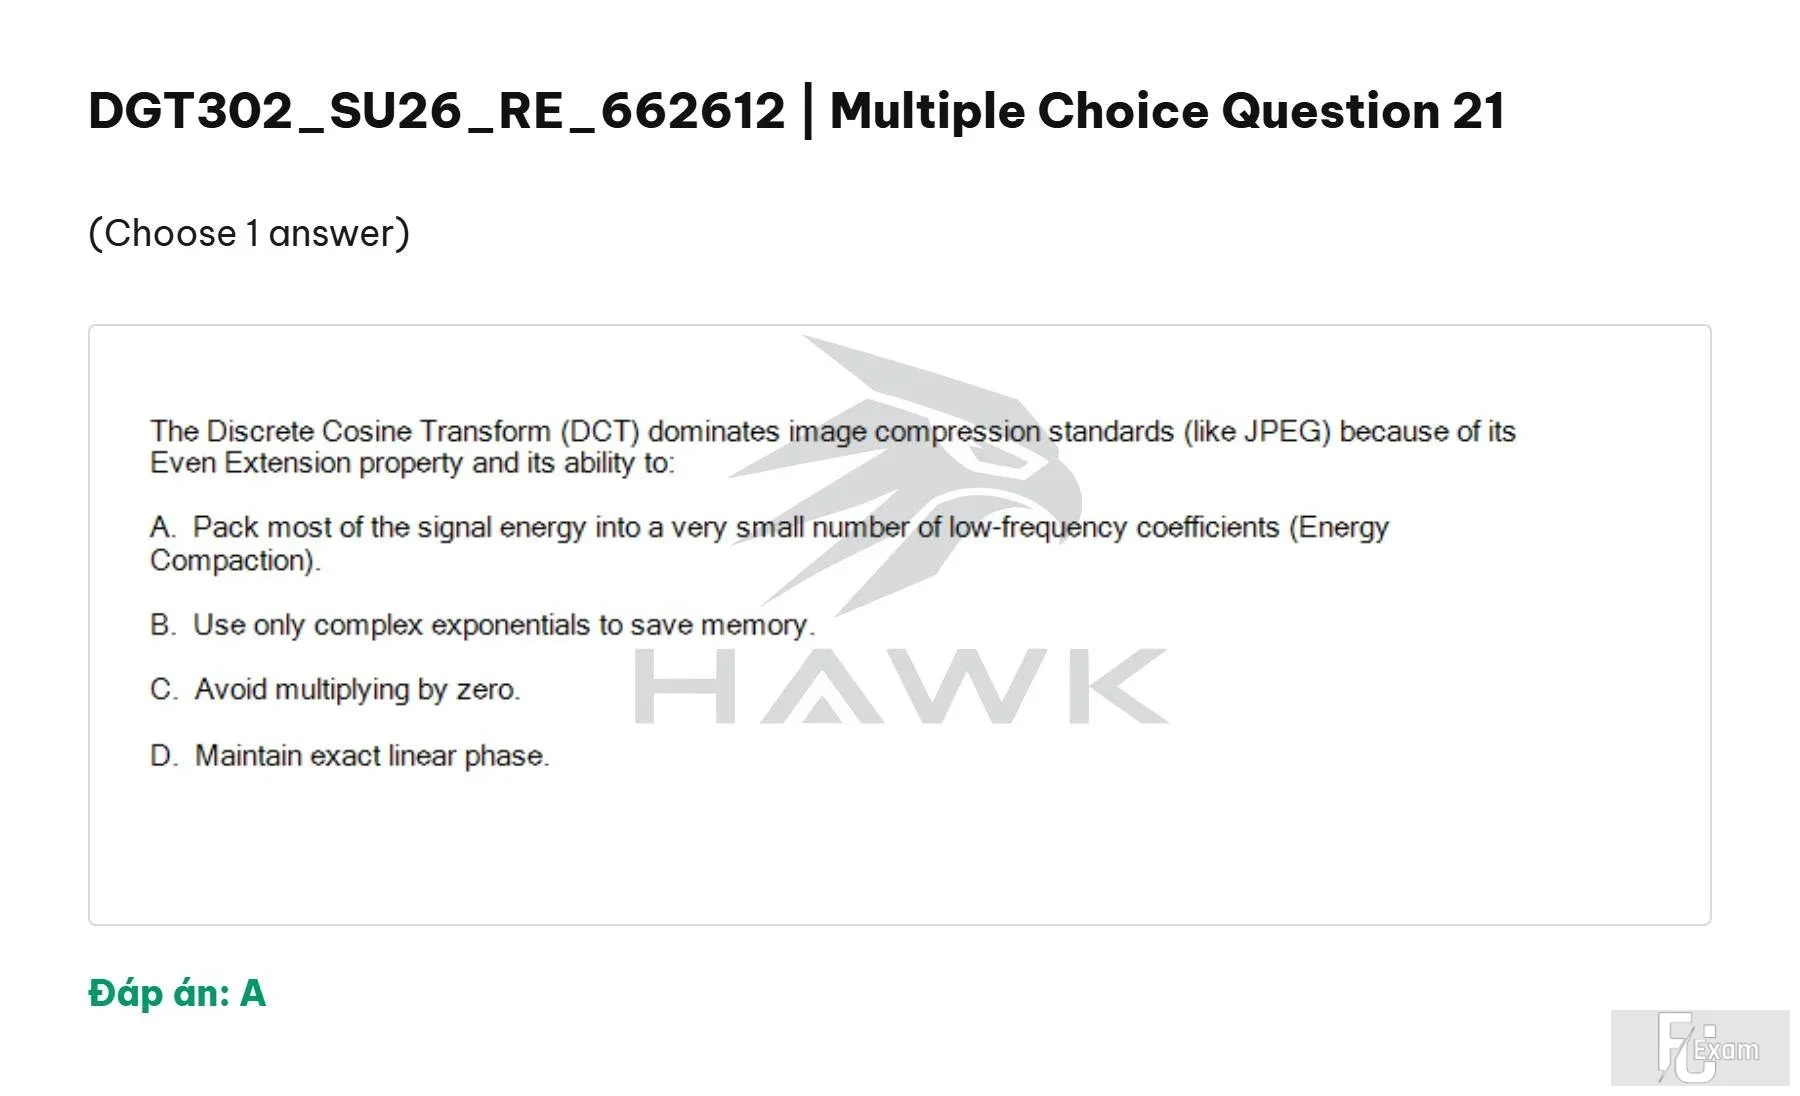 DGT302_SU26_RE_662612 | Multiple Choice Question 21
(Choose 1 answer)
The Discrete Cosine Transform (DCT) dominates image compression standards (like JPEG) because of its
Even Extension property and its ability to:
A. Pack most of the signal energy into a very small number of low-frequency coefficients (Energy
Compaction).
B. Use only complex exponentials to save memory.
HAWK
C. Avoid multiplying by zero.
D. Maintain exact linear phase.
Đáp án: A
FU Exam